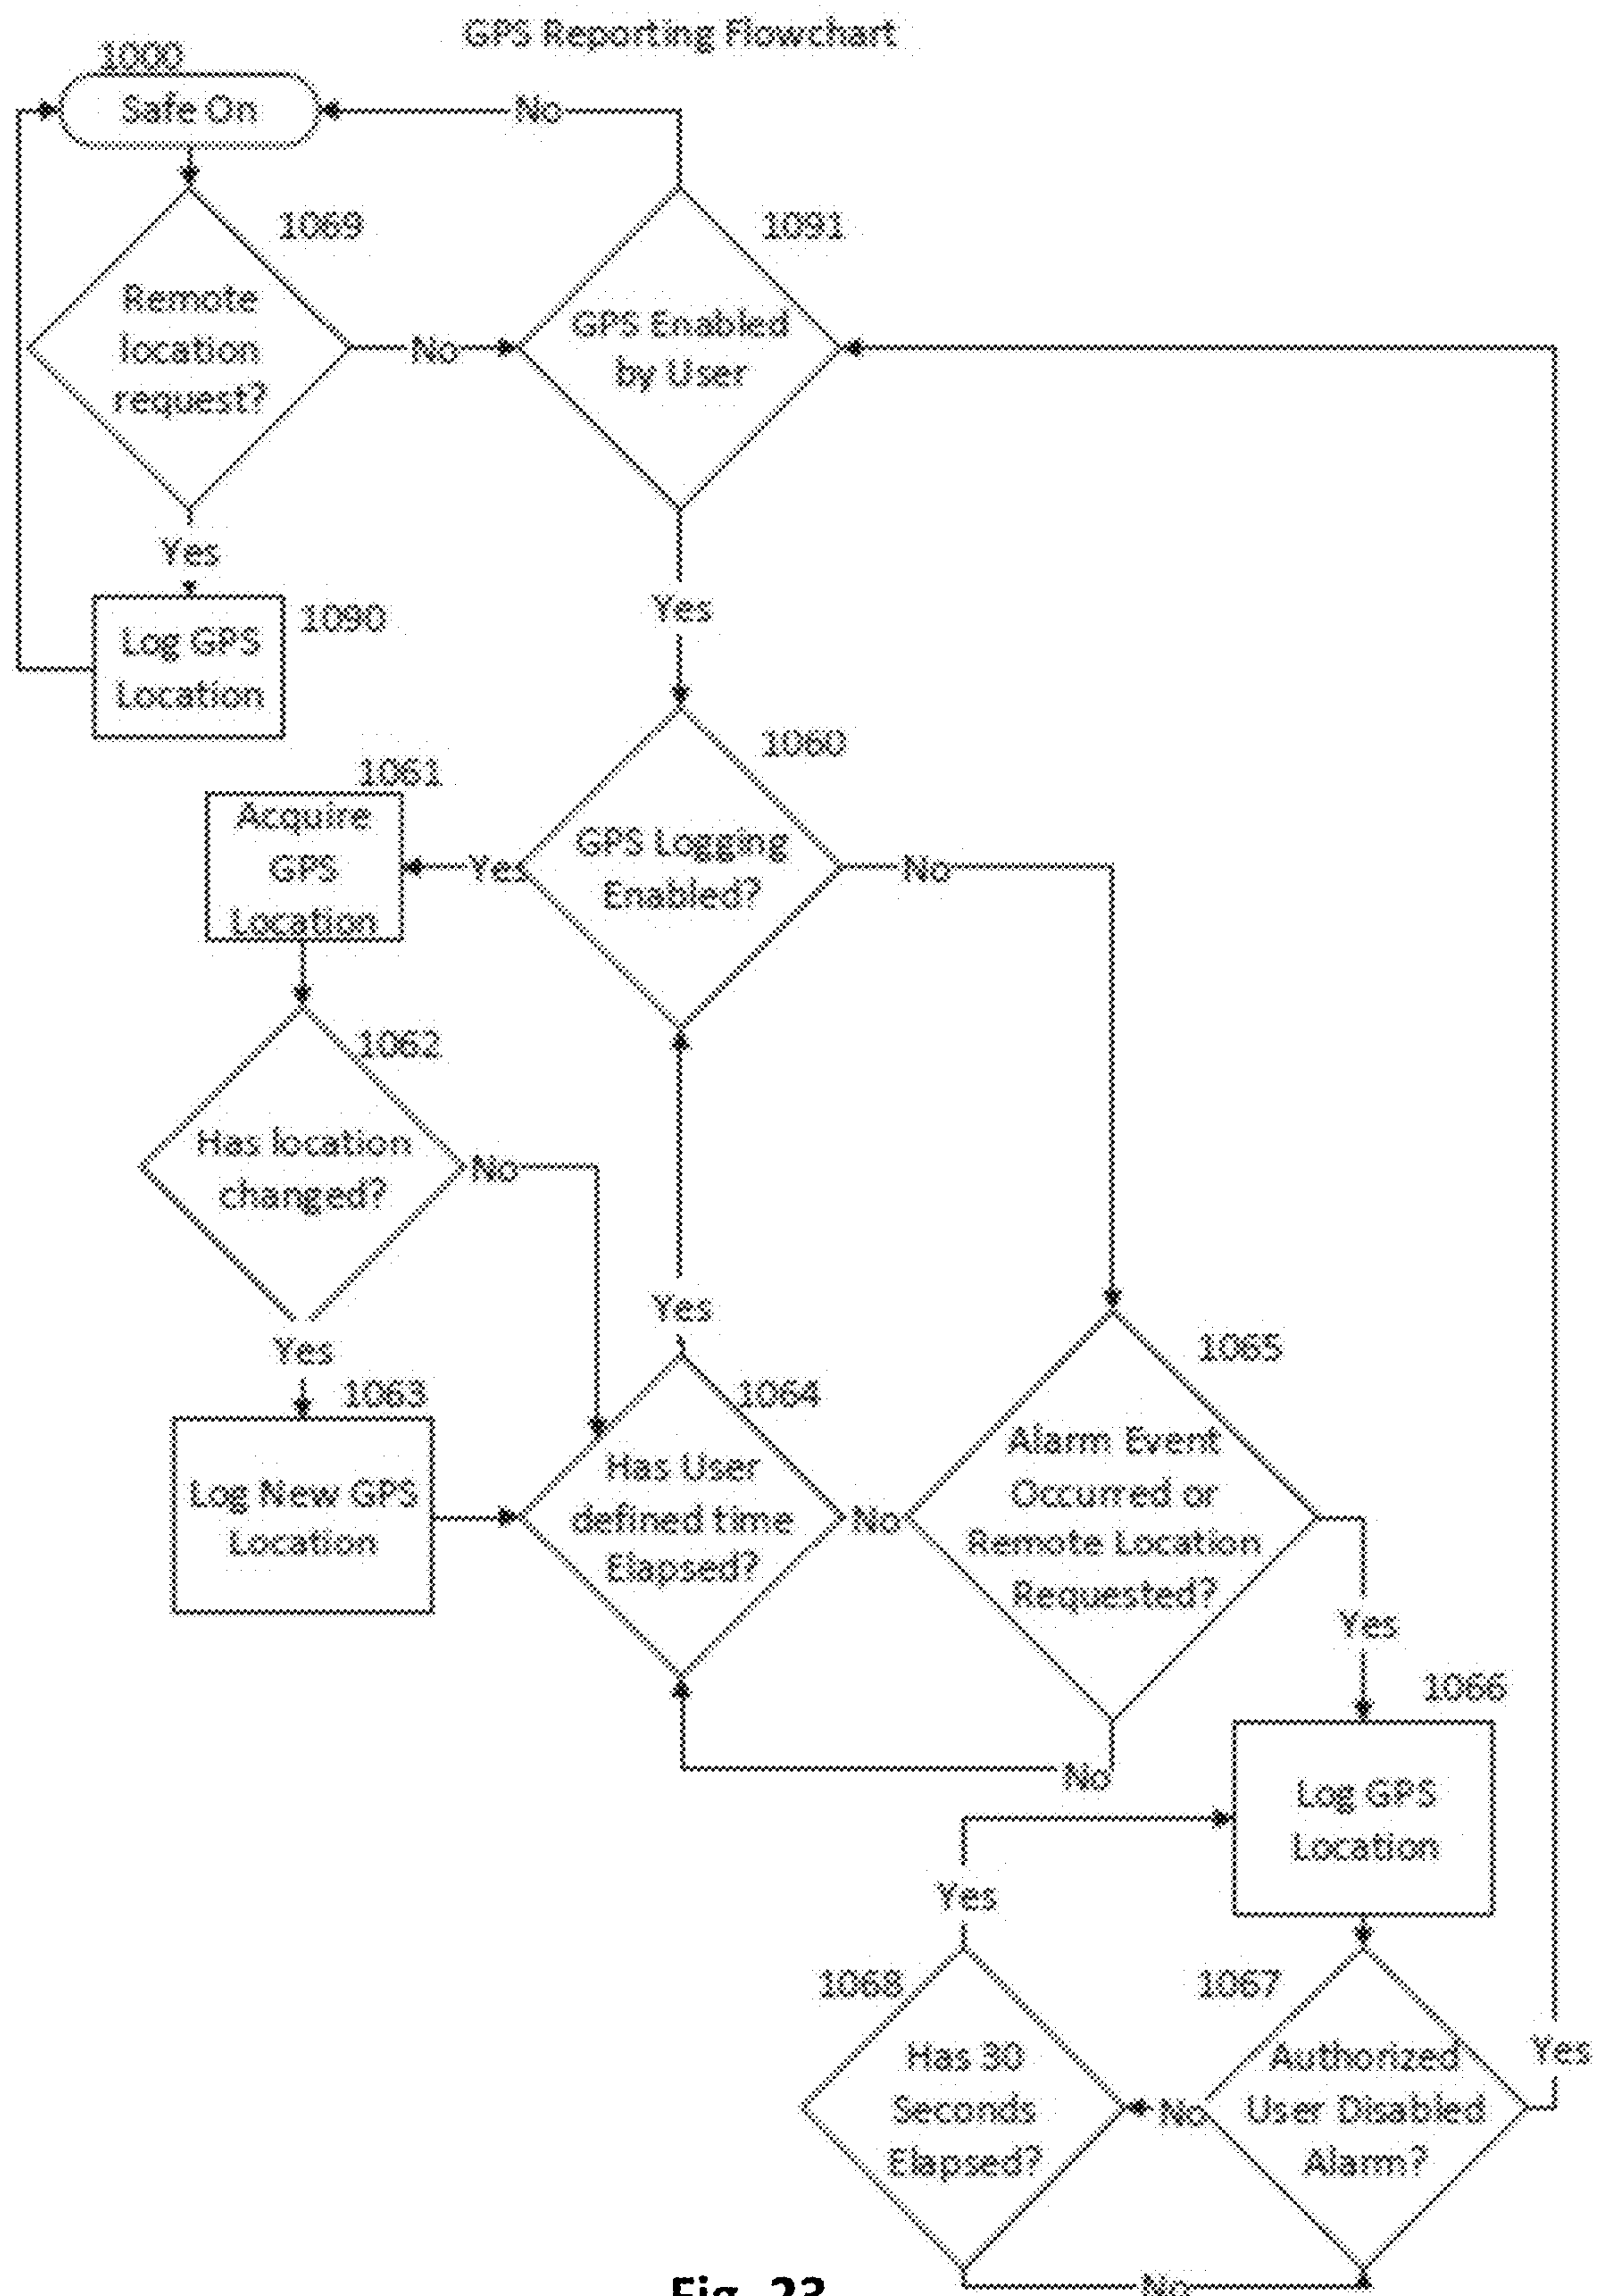 GPS Reporting Flowchart
1000
Safe On
No
1069
Remote
location
request?
No
1091
GPS Enabled
by User
Yes
1090
Log GPS
Location
Yes
1060
GPS Logging
Enabled?
Yes
No
1061
Acquire
GPS
Location
1062
Has location
changed?
No
Yes
1063
Log New GPS
Location
Yes
1064
Has User
defined time
Elapsed?
No
1065
Alarm Event
Occurred or
Remote Location
Requested?
Yes
No
1066
Log GPS
Location
Yes
1068
Has 30
Seconds
Elapsed?
No
1067
Authorized
User Disabled
Alarm?
Yes
No
Fig. 23